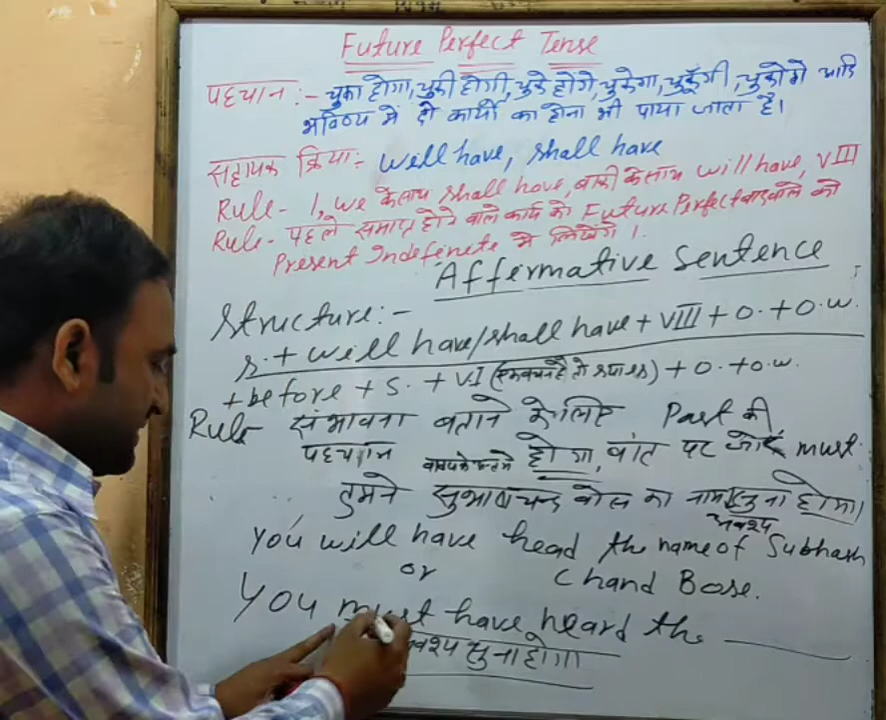 Future Perfect Tense
पहचान :- चुका होगा, चुकी होगी, चुके होगे, चुकेगा, चुकूँगी, चुकोगे आदि
भविष्य में दो कार्यो का होना भी पाया जाता है।
सहायक क्रिया :- will have, shall have
Rule - I, we के साथ shall have, बाकी के साथ will have, VIII
Rule - पहले समाप्त होने वाले कार्य को Future Perfect बाद वाले को
Present Indefinete में लिखेंगे।
Affermative Sentence
Structure :-
S. + will have/shall have + VIII + O. + O.W.
+ before + S. + VI (एकवचन है तो s या es) + O. + O.W.
Rule संभावना बताने के लिए Past की
पहचान वाक्य के अन्त में होगा, वांट पर जोर must
तुमने सुभाषचन्द्र बोस का नाम सुना होगा।
अवश्य
You will have head the name of Subhash
or Chand Bose.
You must have heard the
अवश्य सुना होगा